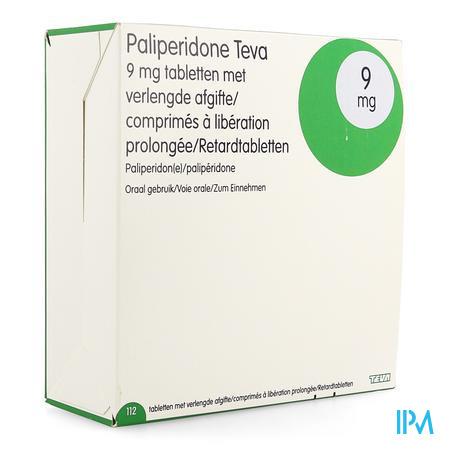 Paliperidone Teva
9 mg tabletten met
verlengde afgifte/
comprimés à libération
prolongée/Retardtabletten
Paliperidon(e)/palipéridone
Oraal gebruik/Voie orale/Zum Einnehmen
9
mg
112 tabletten met verlengde afgifte/comprimés à libération prolongée/Retardtabletten
TEVA
IPM